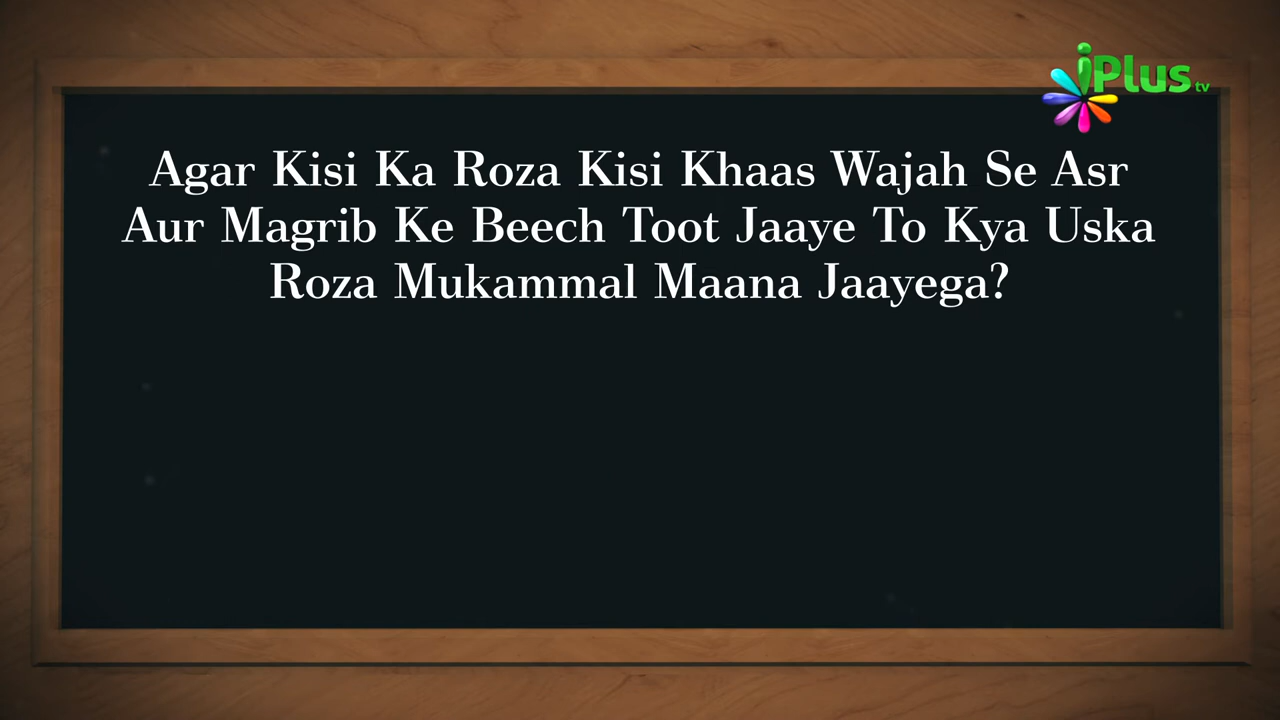 iPlus tv
Agar Kisi Ka Roza Kisi Khaas Wajah Se Asr
Aur Magrib Ke Beech Toot Jaaye To Kya Uska
Roza Mukammal Maana Jaayega?